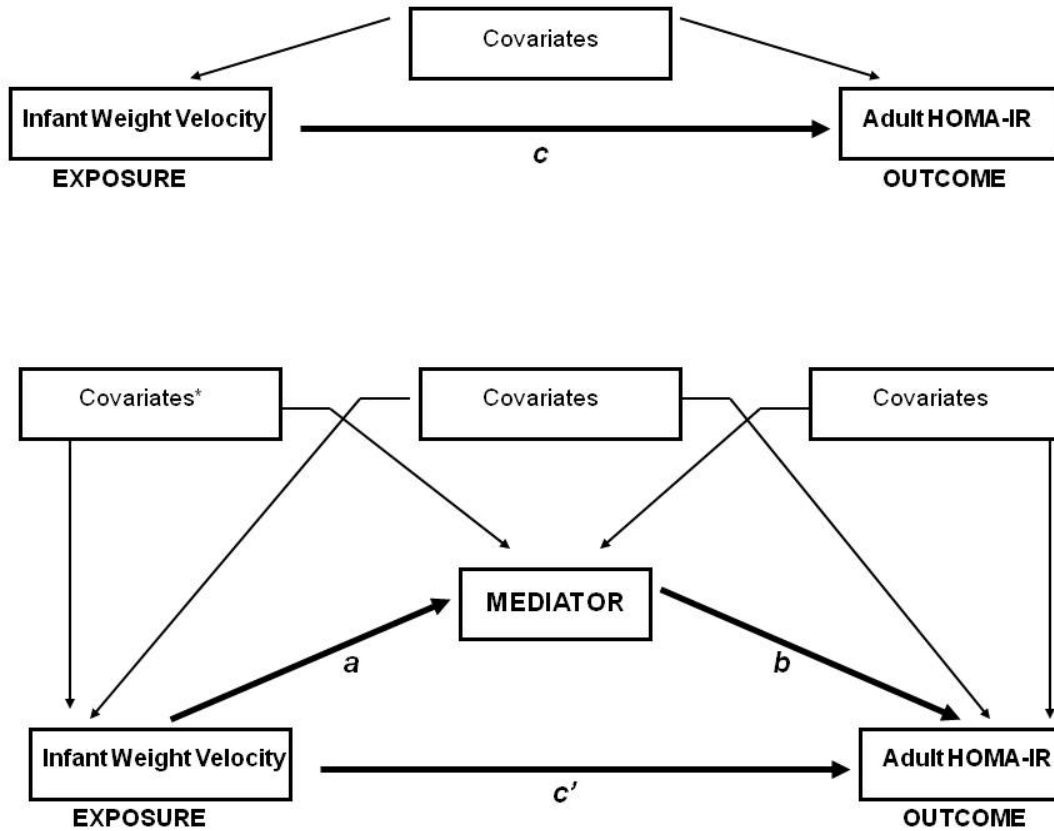 Covariates
Infant Weight Velocity
Adult HOMA-IR
c
EXPOSURE
OUTCOME
Covariates*
Covariates
Covariates
MEDIATOR
a
b
Infant Weight Velocity
Adult HOMA-IR
c'
EXPOSURE
OUTCOME